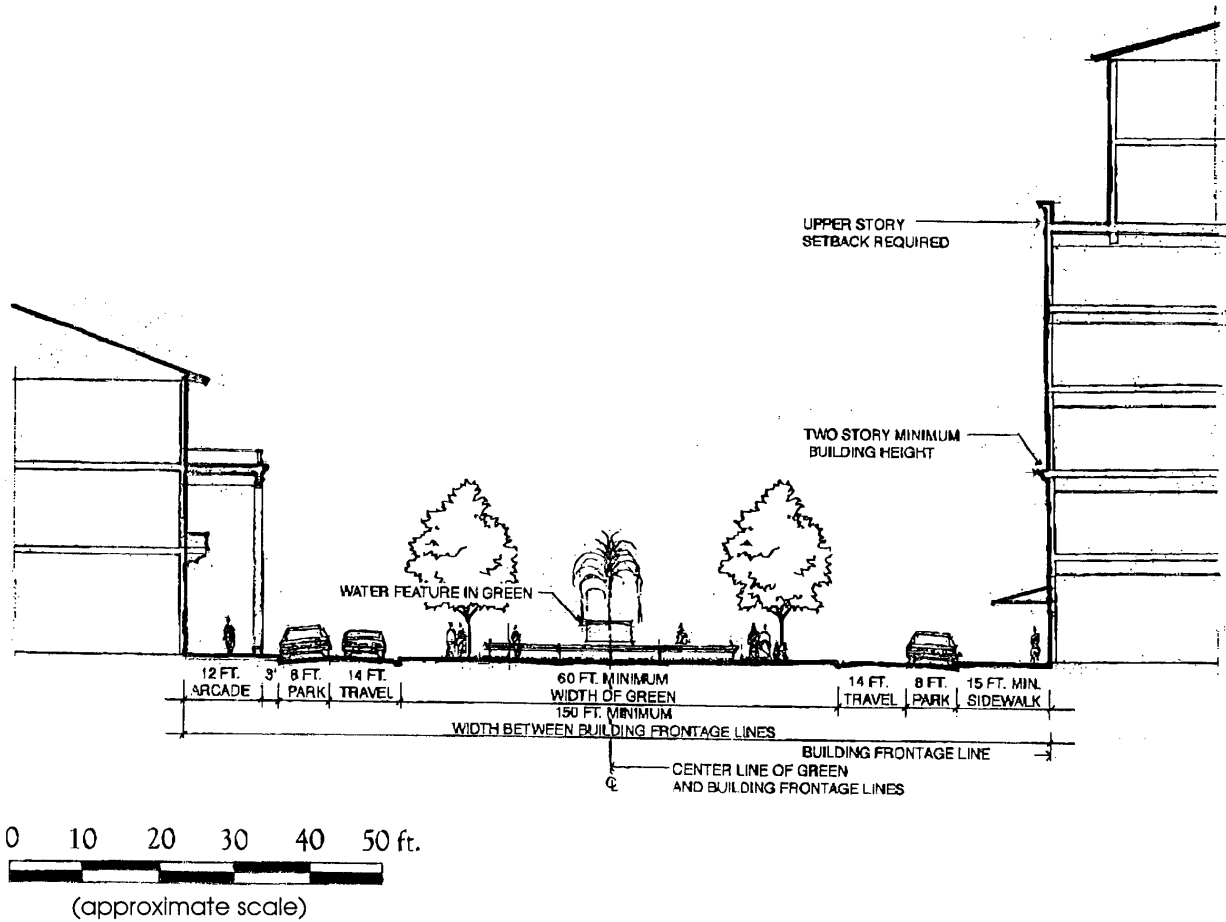 UPPER STORY
SETBACK REQUIRED
TWO STORY MINIMUM
BUILDING HEIGHT
WATER FEATURE IN GREEN
12 FT.
ARCADE
3'
8 FT.
PARK
14 FT.
TRAVEL
60 FT. MINIMUM
WIDTH OF GREEN
14 FT.
TRAVEL
8 FT.
PARK
15 FT. MIN.
SIDEWALK
150 FT. MINIMUM
WIDTH BETWEEN BUILDING FRONTAGE LINES
BUILDING FRONTAGE LINE
CENTER LINE OF GREEN
AND BUILDING FRONTAGE LINES
℄
0 10 20 30 40 50 ft.
(approximate scale)